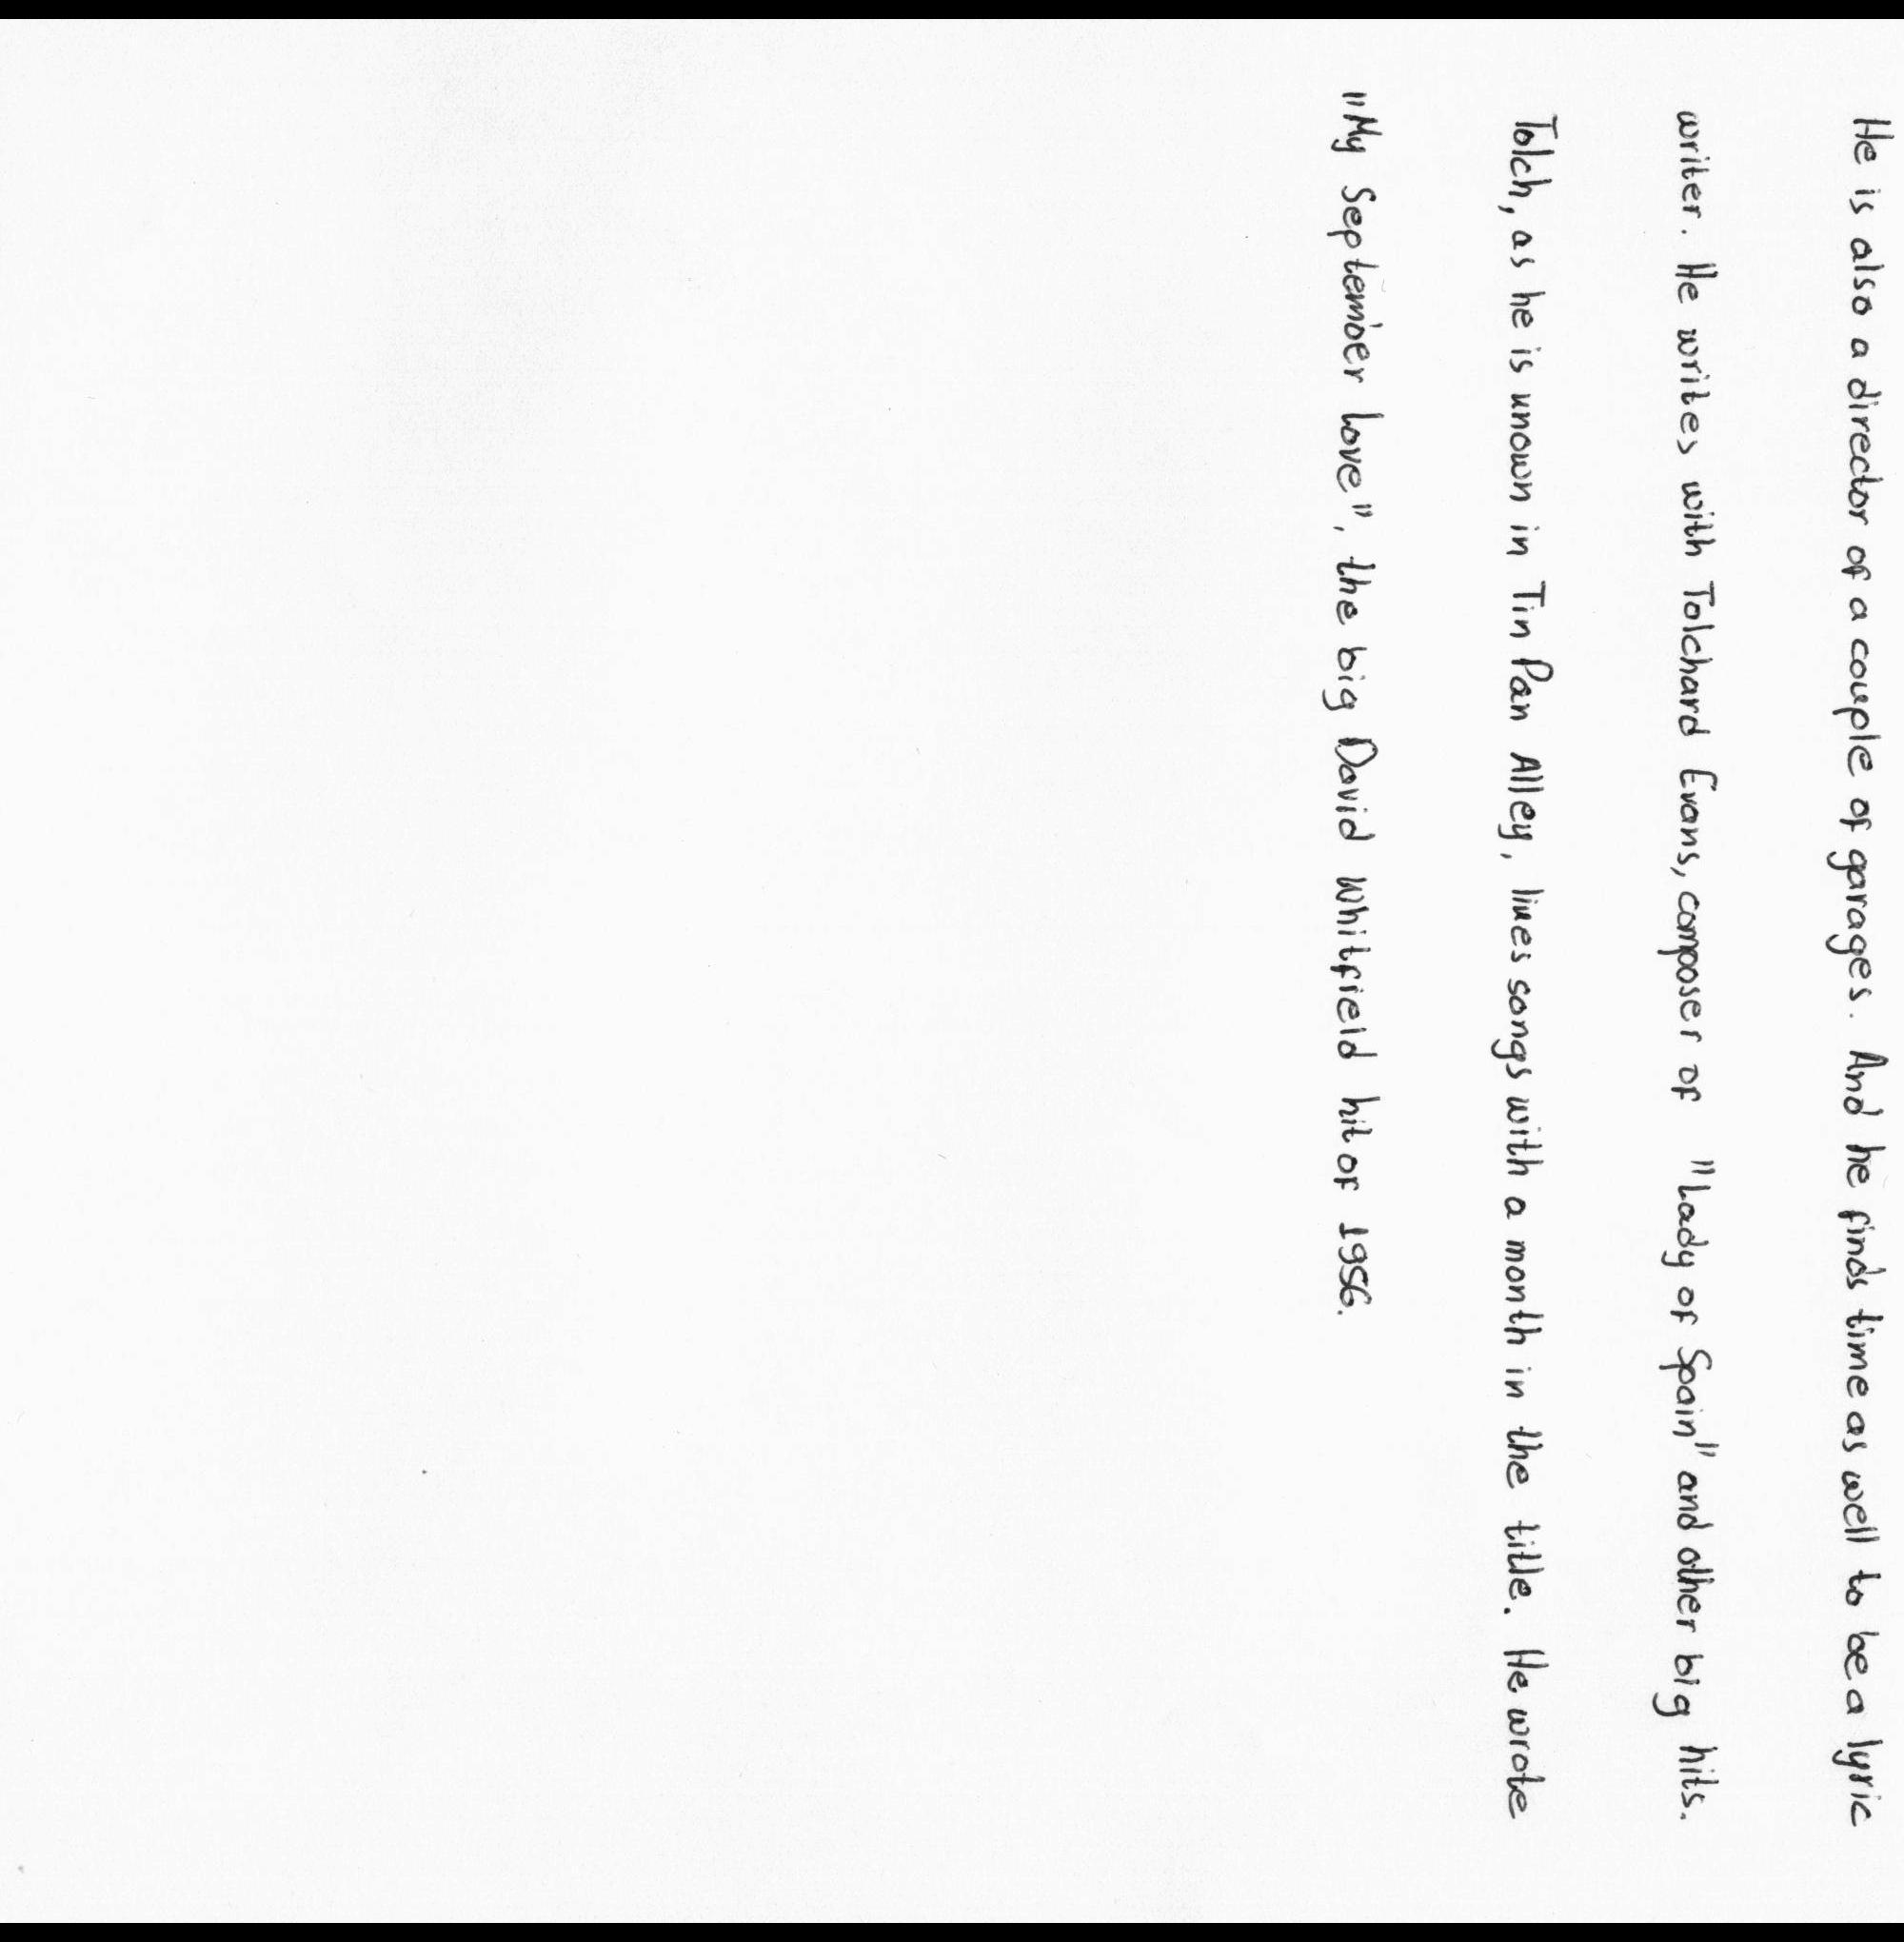 He is also a director of a couple of garages. And he finds time as well to be a lyric
writer. He writes with Tolchard Evans, composer of "Lady of Spain" and other big hits.
Tolch, as he is known in Tin Pan Alley, likes songs with a month in the title. He wrote
"My September Love", the big David Whitfield hit of 1956.